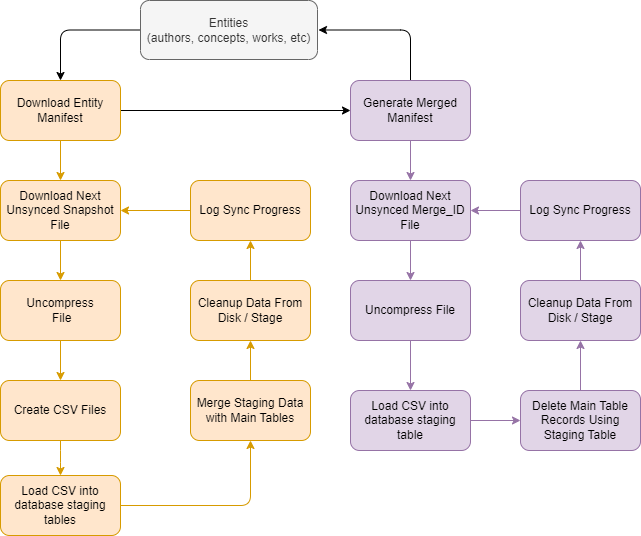 Entities
(authors, concepts, works, etc)
Download Entity
Manifest
Generate Merged
Manifest
Download Next
Unsynced Snapshot
File
Log Sync Progress
Download Next
Unsynced Merge_ID
File
Log Sync Progress
Uncompress
File
Cleanup Data From
Disk / Stage
Uncompress File
Cleanup Data From
Disk / Stage
Create CSV Files
Merge Staging Data
with Main Tables
Load CSV into
database staging
table
Delete Main Table
Records Using
Staging Table
Load CSV into
database staging
tables